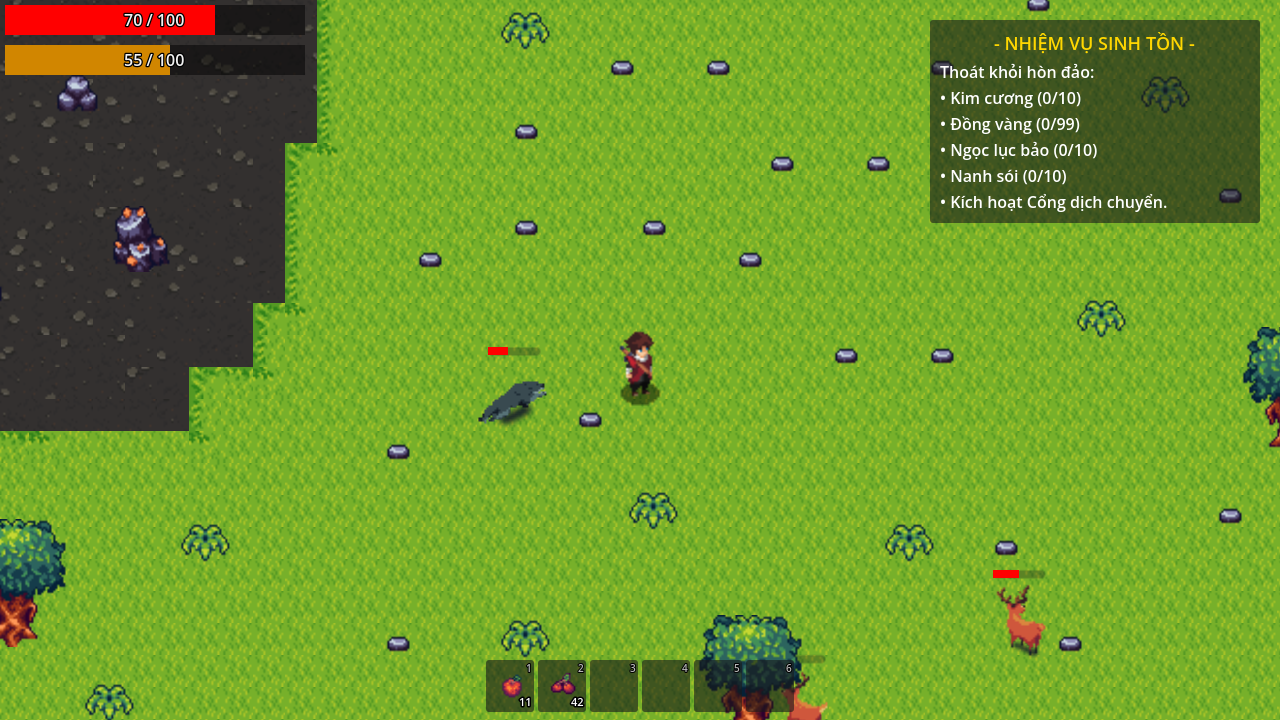 70 / 100
55 / 100
- NHIỆM VỤ SINH TỒN -
Thoát khỏi hòn đảo:
• Kim cương (0/10)
• Đồng vàng (0/99)
• Ngọc lục bảo (0/10)
• Nanh sói (0/10)
• Kích hoạt Cổng dịch chuyển.
1 2 3 4 5 6
11 42